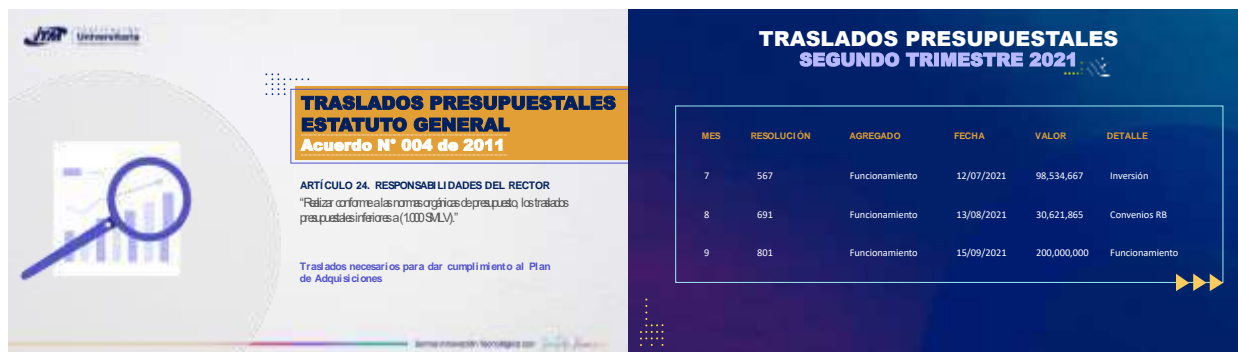 Universitaria
TRASLADOS PRESUPUESTALES
ESTATUTO GENERAL
Acuerdo N° 004 de 2011
ARTÍCULO 24. RESPONSABILIDADES DEL RECTOR
“Realizar conforme a las normas orgánicas de presupuesto, los traslados
presupuestales inferiores a (1.000 SMLV).”
Traslados necesarios para dar cumplimiento al Plan
de Adquisiciones
TRASLADOS PRESUPUESTALES
SEGUNDO TRIMESTRE 2021
MES RESOLUCIÓN AGREGADO FECHA VALOR DETALLE
7 567 Funcionamiento 12/07/2021 98,534,667 Inversión
8 691 Funcionamiento 13/08/2021 30,621,865 Convenios RB
9 801 Funcionamiento 15/09/2021 200,000,000 Funcionamiento